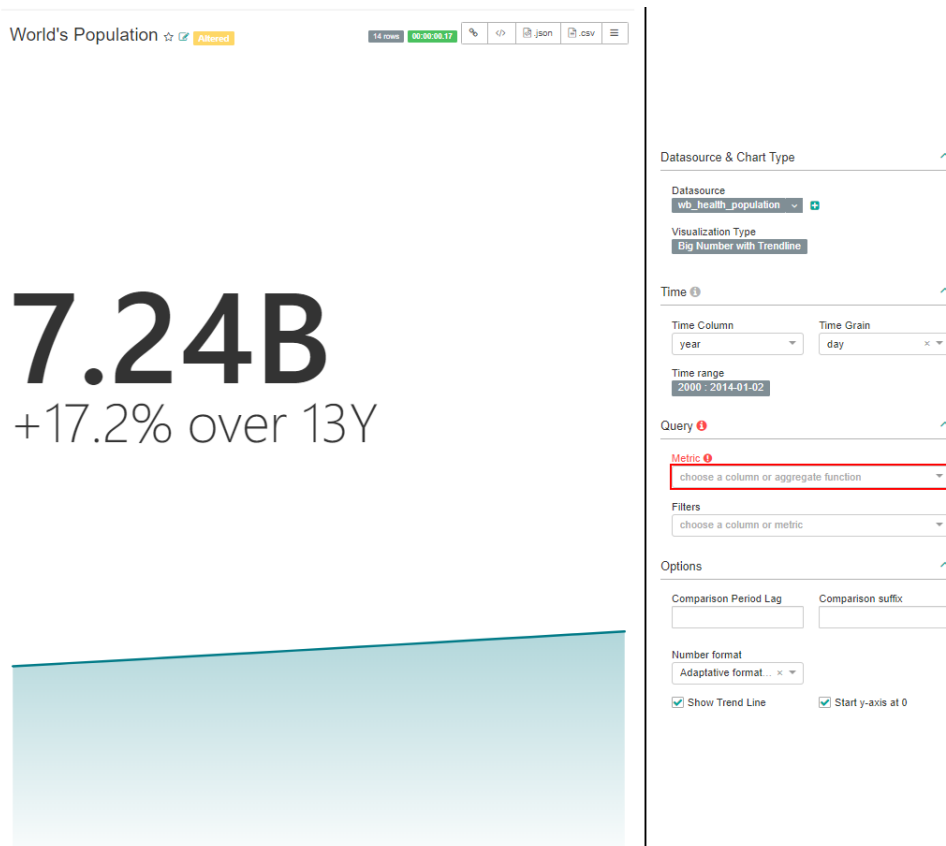 World's Population Altered
14 rows 00:00:00.17 </> .json .csv
7.24B
+17.2% over 13Y
Datasource & Chart Type
Datasource
wb_health_population
Visualization Type
Big Number with Trendline
Time
Time Column Time Grain
year day
Time range
2000 : 2014-01-02
Query
Metric
choose a column or aggregate function
Filters
choose a column or metric
Options
Comparison Period Lag Comparison suffix
Number format
Adaptative format...
Show Trend Line Start y-axis at 0